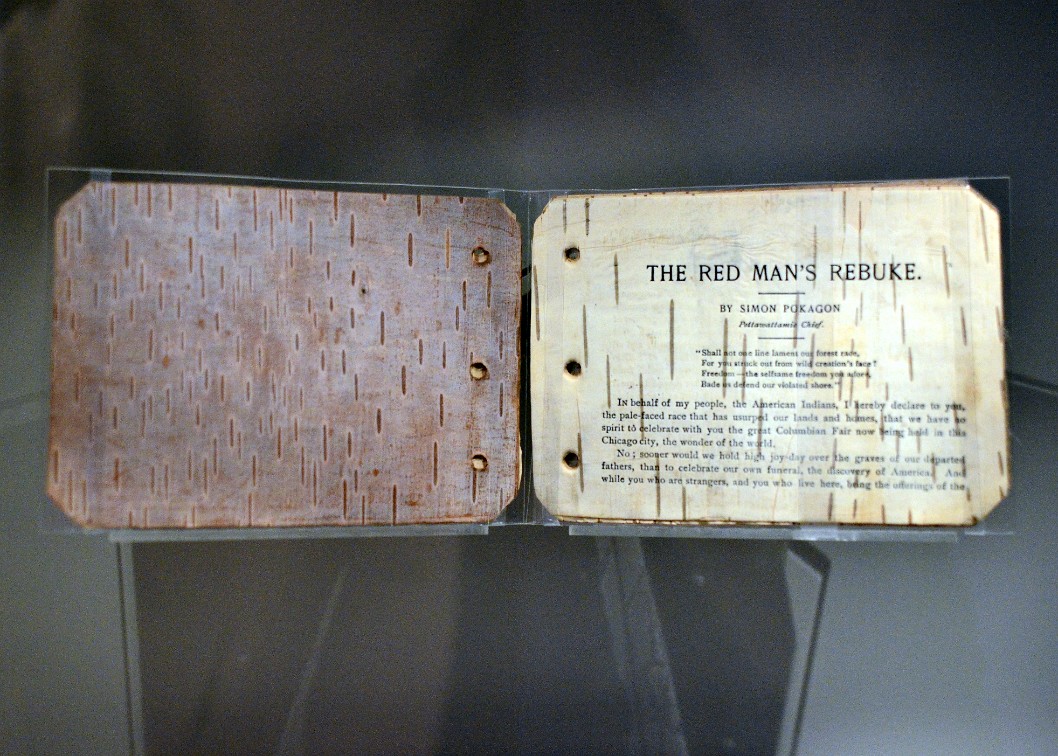 THE RED MAN'S REBUKE.
BY SIMON POKAGON
Pottawattamie Chief.
"Shall not one line lament our forest race,
For you struck out from wild creation's face?
Freedom—the selfsame freedom you adore,
Bade us defend our violated shore."
IN behalf of my people, the American Indians, I hereby declare to you,
the pale-faced race that has usurped our lands and homes, that we have no
spirit to celebrate with you the great Columbian Fair now being held in this
Chicago city, the wonder of the world.
No; sooner would we hold high joy-day over the graves of our departed
fathers, than to celebrate our own funeral, the discovery of America. And
while you who are strangers, and you who live here, bring the offerings of the